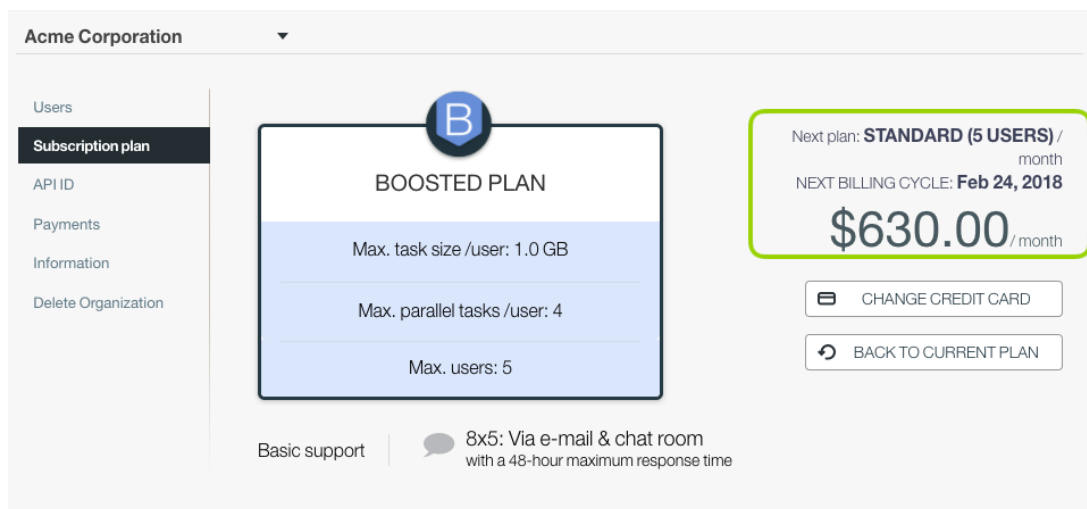 Acme Corporation
Users
Subscription plan
API ID
Payments
Information
Delete Organization
B
BOOSTED PLAN
Max. task size /user: 1.0 GB
Max. parallel tasks /user: 4
Max. users: 5
Basic support
8x5: Via e-mail & chat room
with a 48-hour maximum response time
Next plan: STANDARD (5 USERS) /
month
NEXT BILLING CYCLE: Feb 24, 2018
$630.00/ month
CHANGE CREDIT CARD
BACK TO CURRENT PLAN